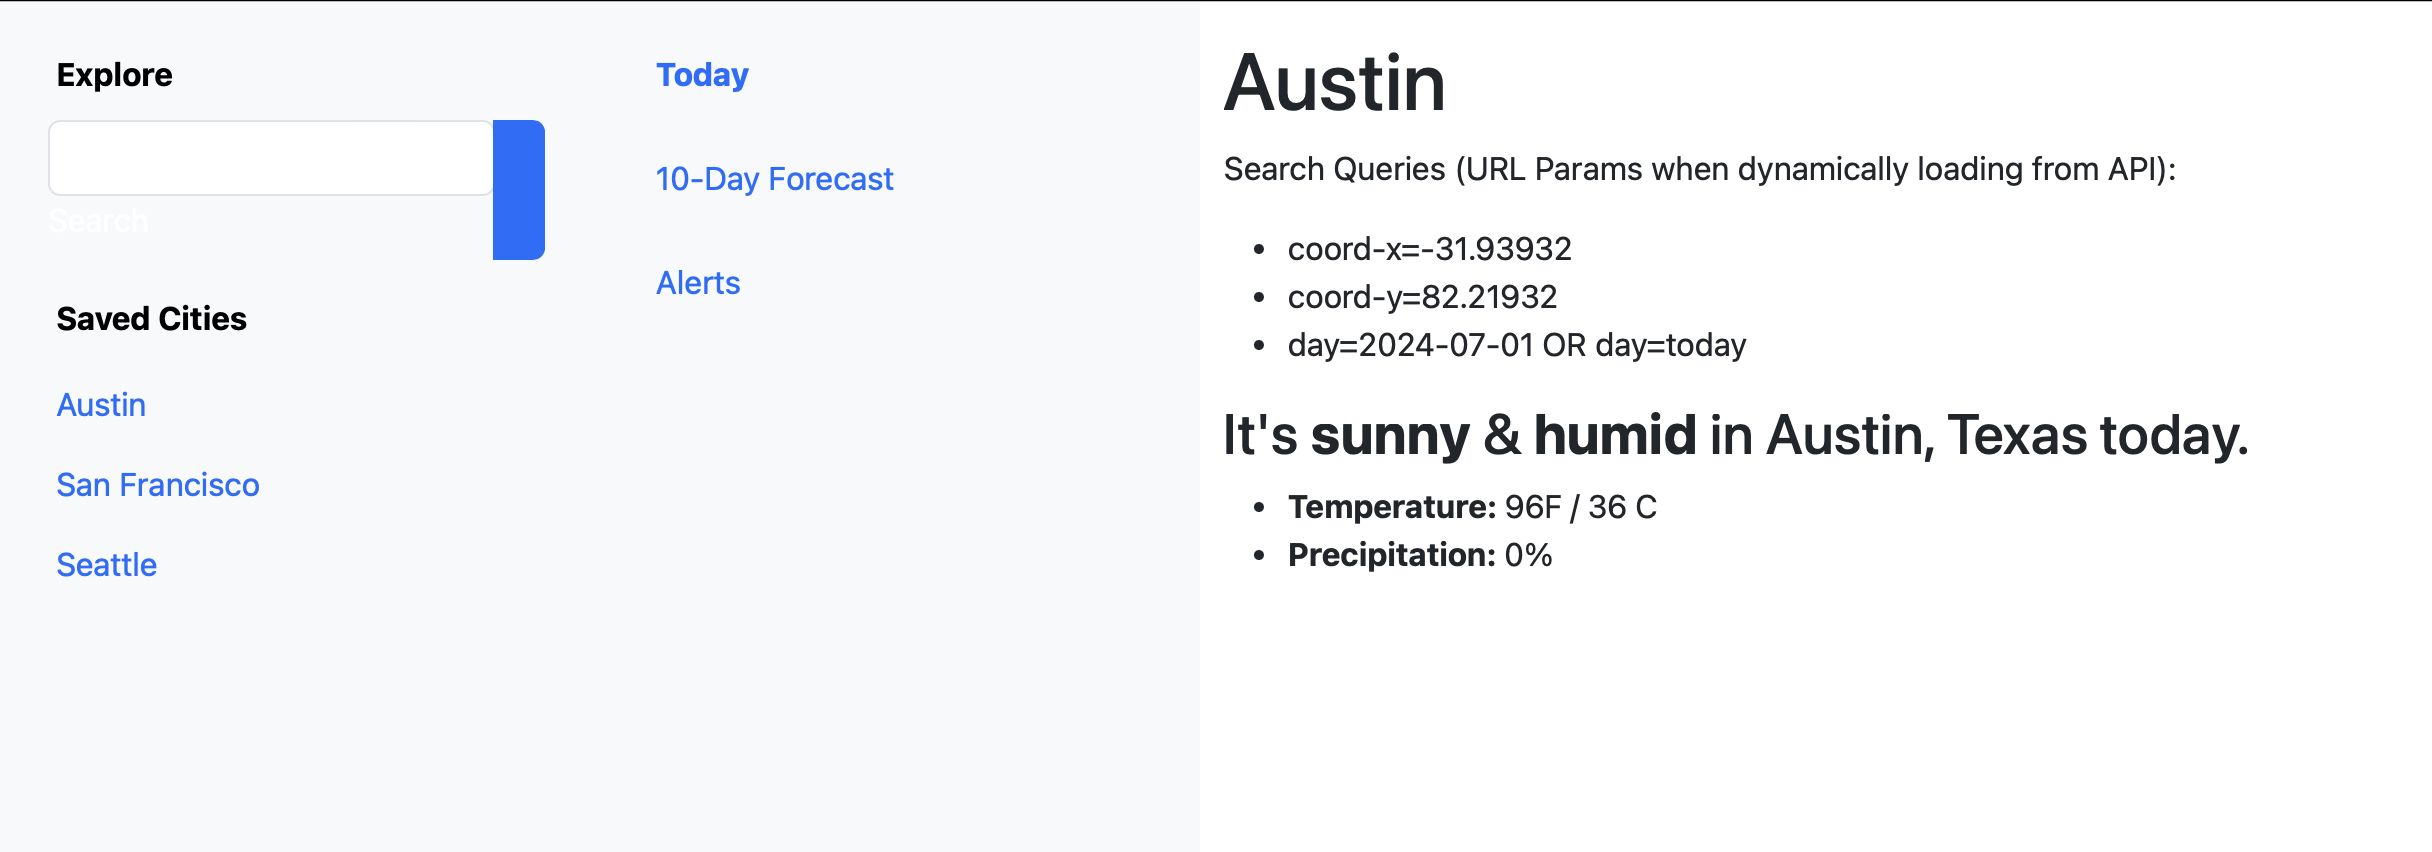 Explore
Search
Saved Cities
Austin
San Francisco
Seattle
Today
10-Day Forecast
Alerts
Austin
Search Queries (URL Params when dynamically loading from API):
coord-x=-31.93932
coord-y=82.21932
day=2024-07-01 OR day=today
It's sunny & humid in Austin, Texas today.
Temperature: 96F / 36 C
Precipitation: 0%